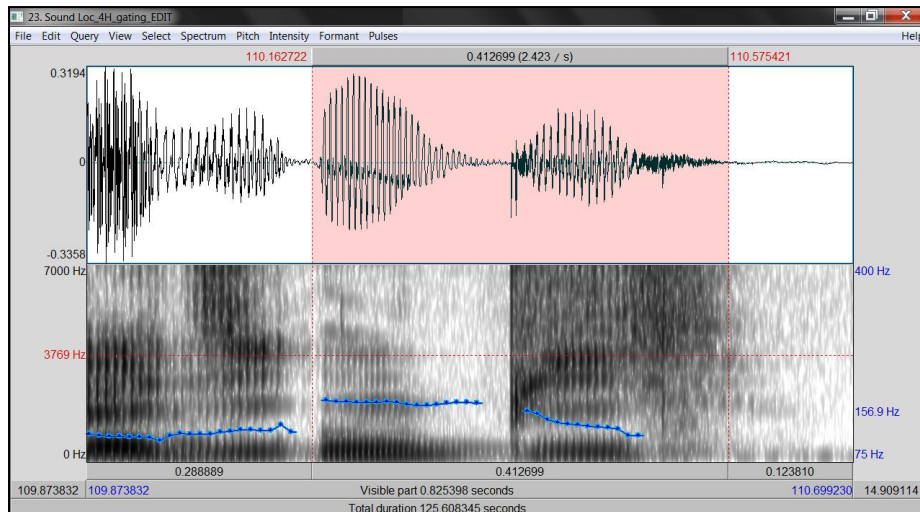 23. Sound Loc_4H_gating_EDIT
File Edit Query View Select Spectrum Pitch Intensity Formant Pulses Help
110.162722 0.412699 (2.423 / s) 110.575421
0.3194
0
-0.3358
7000 Hz 400 Hz
3769 Hz
156.9 Hz
0 Hz 75 Hz
0.288889 0.412699 0.123810
109.873832 109.873832 Visible part 0.825398 seconds 110.699230 14.909114
Total duration 125.608345 seconds